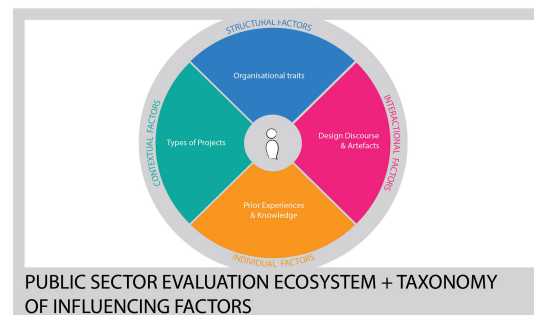 STRUCTURAL FACTORS
Organisational traits
CONTEXTUAL FACTORS
Types of Projects
Design Discourse
& Artefacts
INTERACTIONAL FACTORS
Prior Experiences
& Knowledge
INDIVIDUAL FACTORS
PUBLIC SECTOR EVALUATION ECOSYSTEM + TAXONOMY
OF INFLUENCING FACTORS